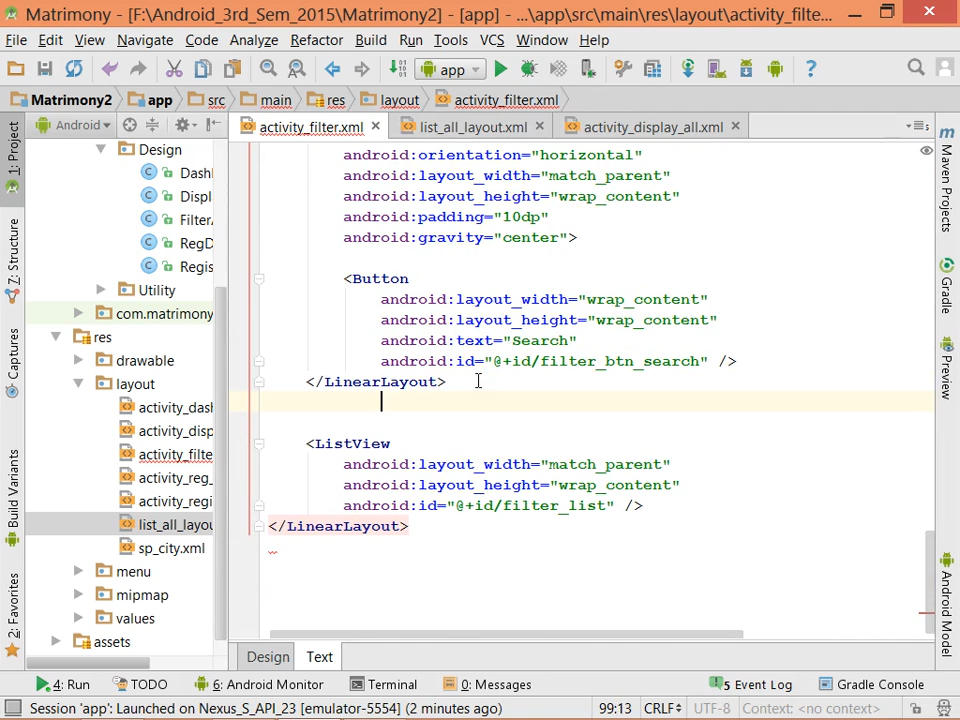 Matrimony - [F:\Android_3rd_Sem_2015\Matrimony2] - [app] - ...\app\src\main\res\layout\activity_filte...
File Edit View Navigate Code Analyze Refactor Build Run Tools VCS Window Help
app
Matrimony2 app src main res layout activity_filter.xml
Android
activity_filter.xml list_all_layout.xml activity_display_all.xml
1: Project
7: Structure
Captures
Build Variants
2: Favorites
Design
Dashl
Displ
Filter
RegD
Regis
Utility
com.matrimony
res
drawable
layout
activity_das
activity_disp
activity_filte
activity_reg_
activity_regi
list_all_layou
sp_city.xml
menu
mipmap
values
assets
android:orientation="horizontal"
android:layout_width="match_parent"
android:layout_height="wrap_content"
android:padding="10dp"
android:gravity="center">
<Button
android:layout_width="wrap_content"
android:layout_height="wrap_content"
android:text="Search"
android:id="@+id/filter_btn_search" />
</LinearLayout>
<ListView
android:layout_width="match_parent"
android:layout_height="wrap_content"
android:id="@+id/filter_list" />
</LinearLayout>
Maven Projects
Gradle
Preview
Android Model
Design Text
4: Run TODO 6: Android Monitor Terminal 0: Messages 5 Event Log Gradle Console
Session 'app': Launched on Nexus_S_API_23 [emulator-5554] (2 minutes ago) 99:13 CRLF UTF-8 Context: <no context>